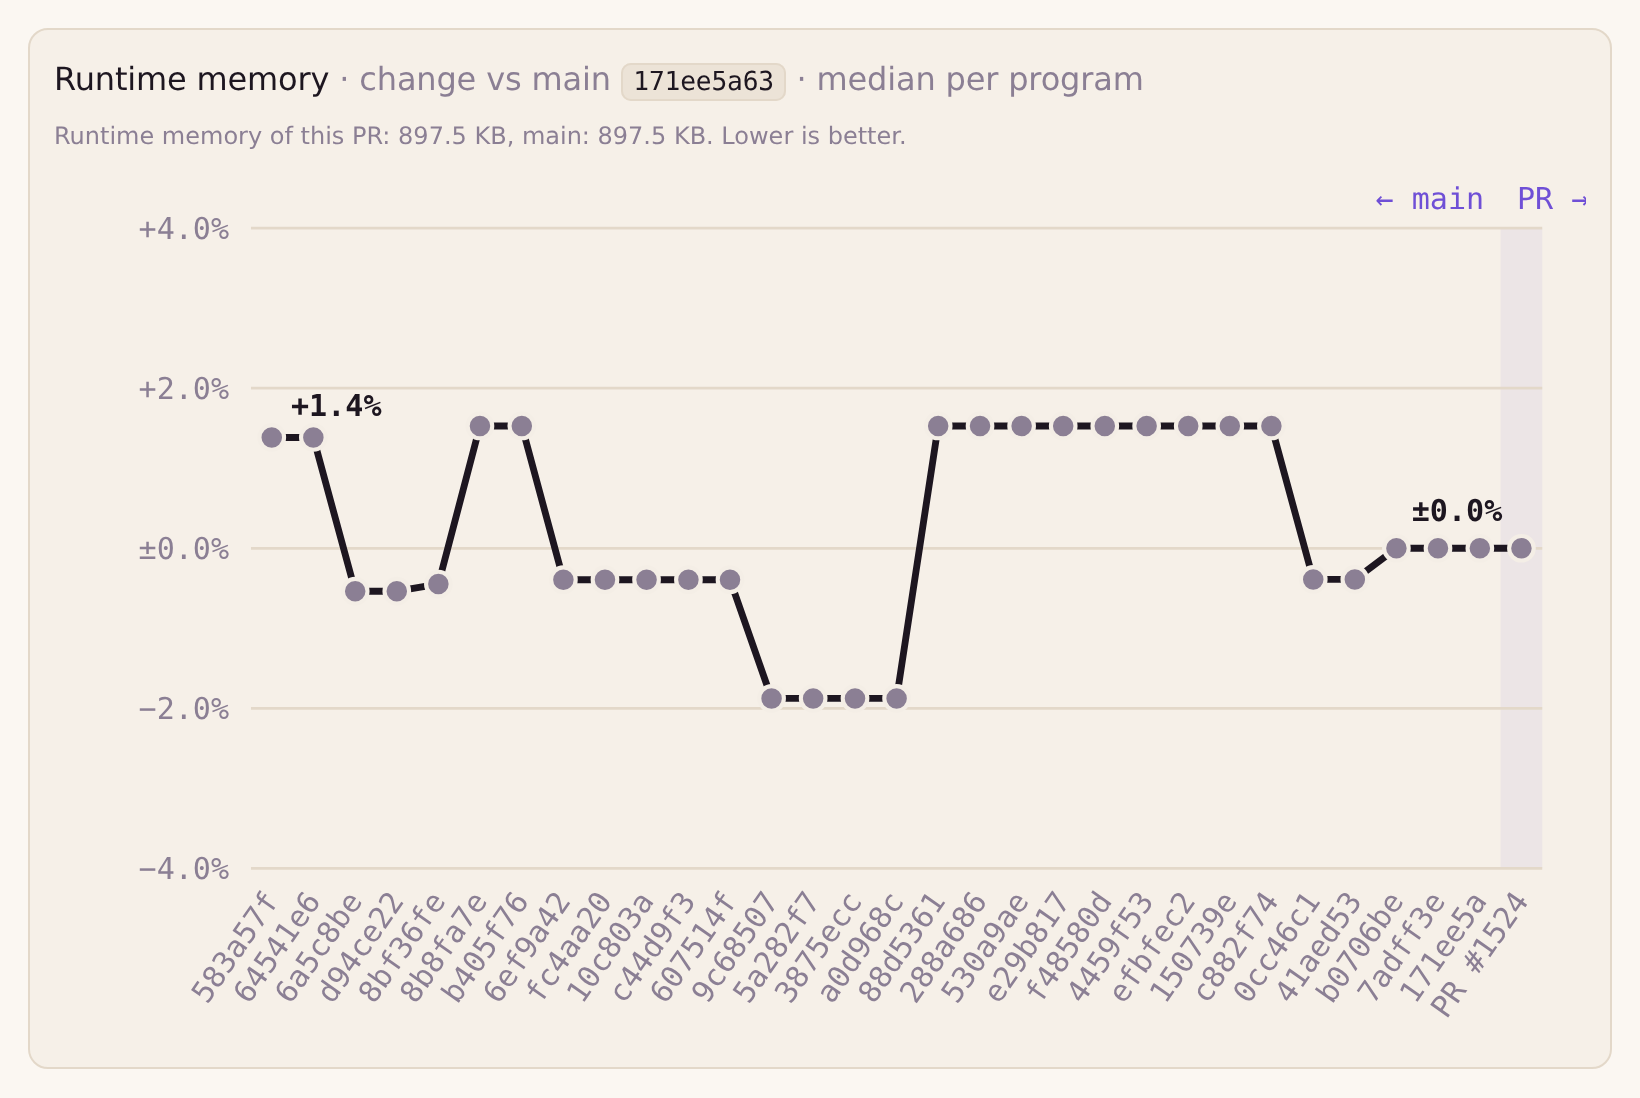 Runtime memory · change vs main 171ee5a63 · median per program
Runtime memory of this PR: 897.5 KB, main: 897.5 KB. Lower is better.
← main PR →
+4.0%
+2.0%
+1.4%
±0.0%
±0.0%
−2.0%
−4.0%
583a57f
64541e6
6a5c8be
d94ce22
8bf36fe
8b8fa7e
b405f76
6ef9a42
fc4aa20
10c803a
c44d9f3
607514f
9c68507
5a282f7
3875ecc
a0d968c
88d5361
288a686
530a9ae
e29b817
f48580d
4459f53
efbfec2
150739e
c882f74
0cc46c1
41aed53
b0706be
7adff3e
171ee5a
PR #1524